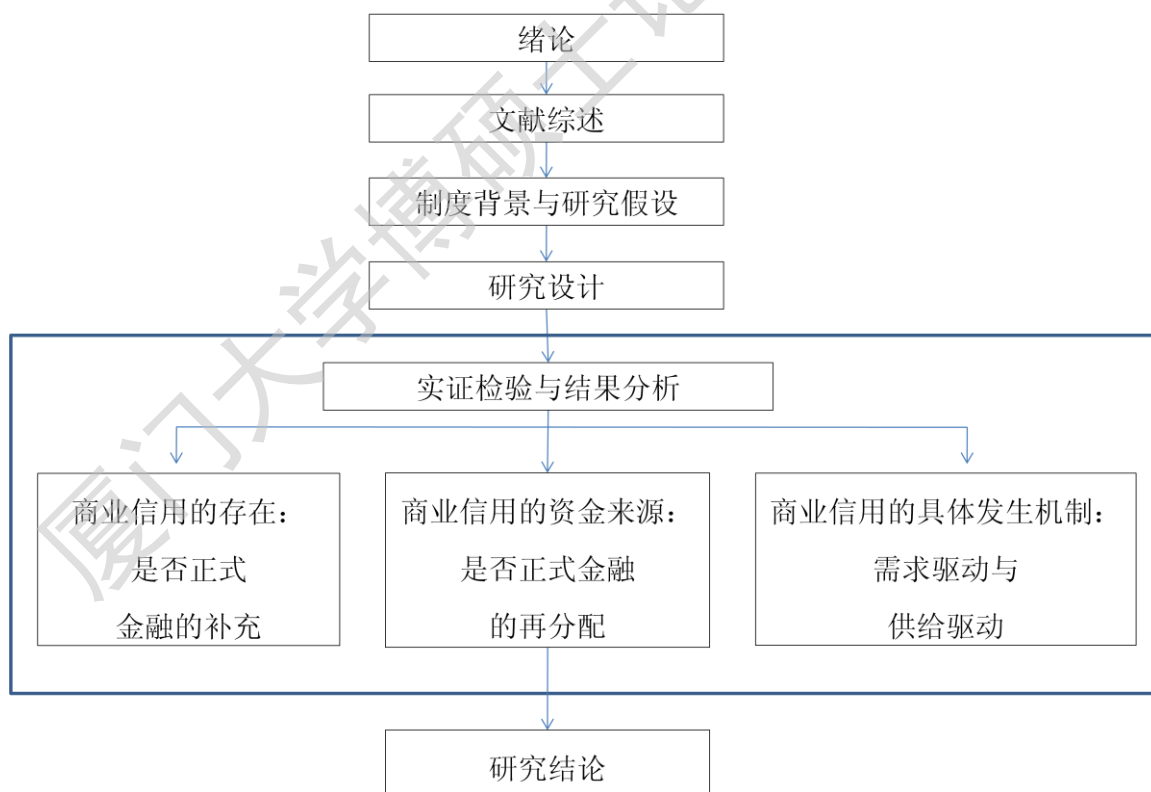 绪论
文献综述
制度背景与研究假设
研究设计
实证检验与结果分析
商业信用的存在：
是否正式
金融的补充
商业信用的资金来源：
是否正式金融
的再分配
商业信用的具体发生机制：
需求驱动与
供给驱动
研究结论
厦门大学博硕士论